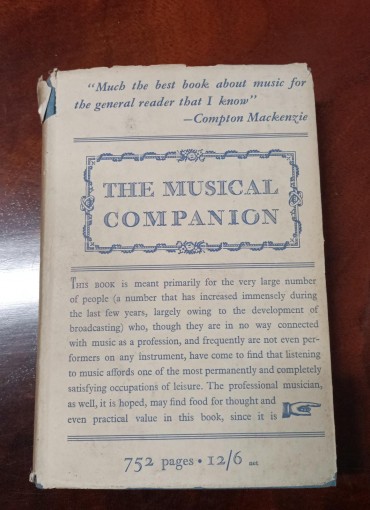 "Much the best book about music for
the general reader that I know"
—Compton Mackenzie
THE MUSICAL
COMPANION
THIS BOOK is meant primarily for the very large number
of people (a number that has increased immensely during
the last few years, largely owing to the development of
broadcasting) who, though they are in no way connected
with music as a profession, and frequently are not even per-
formers on any instrument, have come to find that listening
to music affords one of the most permanently and completely
satisfying occupations of leisure. The professional musician,
as well, it is hoped, may find food for thought and
even practical value in this book, since it is
752 pages • 12/6 net